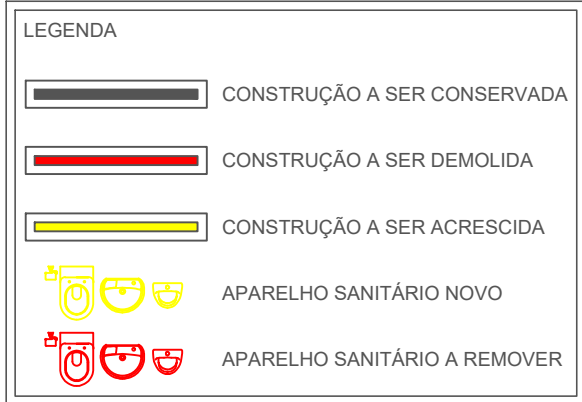 LEGENDA
CONSTRUÇÃO A SER CONSERVADA
CONSTRUÇÃO A SER DEMOLIDA
CONSTRUÇÃO A SER ACRESCIDA
APARELHO SANITÁRIO NOVO
APARELHO SANITÁRIO A REMOVER